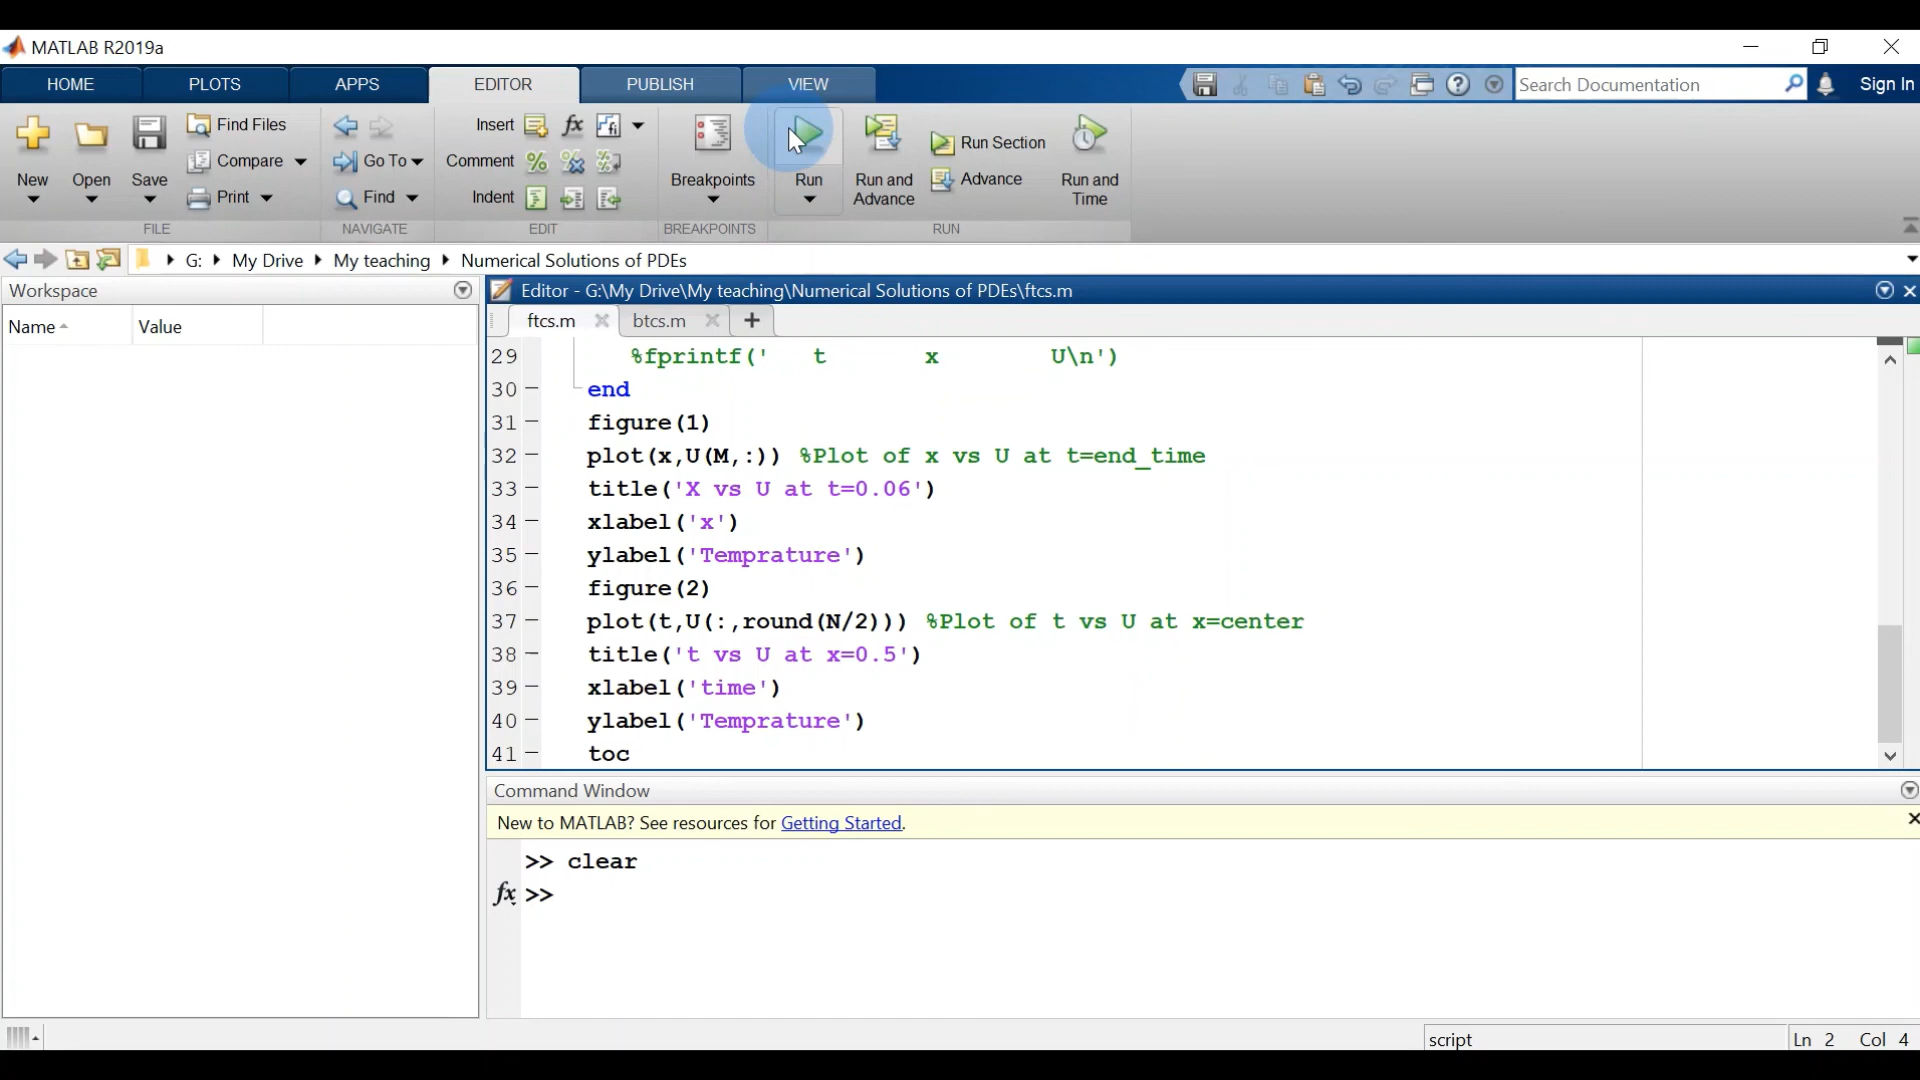 MATLAB R2019a
HOME PLOTS APPS EDITOR PUBLISH VIEW Search Documentation Sign In
Find Files Insert fx
Compare Go To Comment Run Section
New Open Save Breakpoints Run Run and Advance Advance Run and Time
Print Find Indent
FILE NAVIGATE EDIT BREAKPOINTS RUN
G: My Drive My teaching Numerical Solutions of PDEs
Workspace
Name Value
Editor - G:\My Drive\My teaching\Numerical Solutions of PDEs\ftcs.m
ftcs.m btcs.m +
29 %fprintf(' t x U\n')
30 – end
31 – figure(1)
32 – plot(x,U(M,:)) %Plot of x vs U at t=end_time
33 – title('X vs U at t=0.06')
34 – xlabel('x')
35 – ylabel('Temprature')
36 – figure(2)
37 – plot(t,U(:,round(N/2))) %Plot of t vs U at x=center
38 – title('t vs U at x=0.5')
39 – xlabel('time')
40 – ylabel('Temprature')
41 – toc
Command Window
New to MATLAB? See resources for Getting Started.
>> clear
fx >>
script Ln 2 Col 4